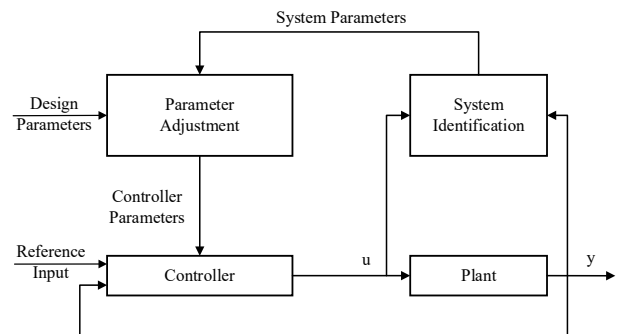 System Parameters
Design
Parameters
Parameter
Adjustment
System
Identification
Controller
Parameters
Reference
Input
Controller
u
Plant
y